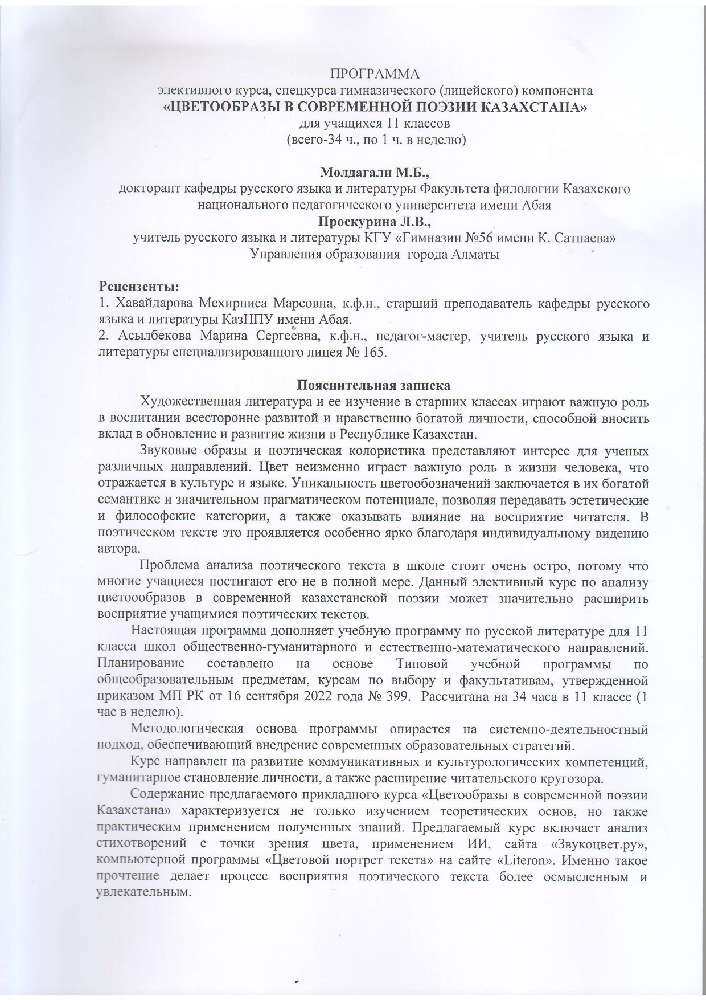 ПРОГРАММА
элективного курса, спецкурса гимназического (лицейского) компонента
«ЦВЕТООБРАЗЫ В СОВРЕМЕННОЙ ПОЭЗИИ КАЗАХСТАНА»
для учащихся 11 классов
(всего-34 ч., по 1 ч. в неделю)
Молдагали М.Б.,
докторант кафедры русского языка и литературы Факультета филологии Казахского
национального педагогического университета имени Абая
Проскурина Л.В.,
учитель русского языка и литературы КГУ «Гимназии №56 имени К. Сатпаева»
Управления образования города Алматы
Рецензенты:
1. Хавайдарова Мехирниса Марсовна, к.ф.н., старший преподаватель кафедры русского
языка и литературы КазНПУ имени Абая.
2. Асылбекова Марина Сергеевна, к.ф.н., педагог-мастер, учитель русского языка и
литературы специализированного лицея № 165.
Пояснительная записка
Художественная литература и ее изучение в старших классах играют важную роль
в воспитании всесторонне развитой и нравственно богатой личности, способной вносить
вклад в обновление и развитие жизни в Республике Казахстан.
Звуковые образы и поэтическая колористика представляют интерес для ученых
различных направлений. Цвет неизменно играет важную роль в жизни человека, что
отражается в культуре и языке. Уникальность цветообозначений заключается в их богатой
семантике и значительном прагматическом потенциале, позволяя передавать эстетические
и философские категории, а также оказывать влияние на восприятие читателя. В
поэтическом тексте это проявляется особенно ярко благодаря индивидуальному видению
автора.
Проблема анализа поэтического текста в школе стоит очень остро, потому что
многие учащиеся постигают его не в полной мере. Данный элективный курс по анализу
цветоообразов в современной казахстанской поэзии может значительно расширить
восприятие учащимися поэтических текстов.
Настоящая программа дополняет учебную программу по русской литературе для 11
класса школ общественно-гуманитарного и естественно-математического направлений.
Планирование составлено на основе Типовой учебной программы по
общеобразовательным предметам, курсам по выбору и факультативам, утвержденной
приказом МП РК от 16 сентября 2022 года № 399. Рассчитана на 34 часа в 11 классе (1
час в неделю).
Методологическая основа программы опирается на системно-деятельностный
подход, обеспечивающий внедрение современных образовательных стратегий.
Курс направлен на развитие коммуникативных и культурологических компетенций,
гуманитарное становление личности, а также расширение читательского кругозора.
Содержание предлагаемого прикладного курса «Цветообразы в современной поэзии
Казахстана» характеризуется не только изучением теоретических основ, но также
практическим применением полученных знаний. Предлагаемый курс включает анализ
стихотворений с точки зрения цвета, применением ИИ, сайта «Звукоцвет.ру»,
компьютерной программы «Цветовой портрет текста» на сайте «Literon». Именно такое
прочтение делает процесс восприятия поэтического текста более осмысленным и
увлекательным.